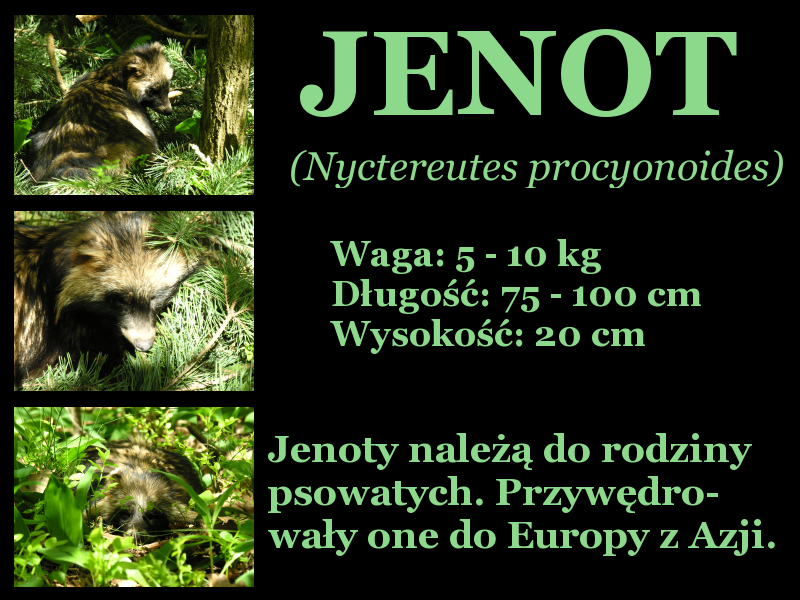 JENOT
(Nyctereutes procyonoides)
Waga: 5 - 10 kg
Długość: 75 - 100 cm
Wysokość: 20 cm
Jenoty należą do rodziny
psowatych. Przywędro-
wały one do Europy z Azji.